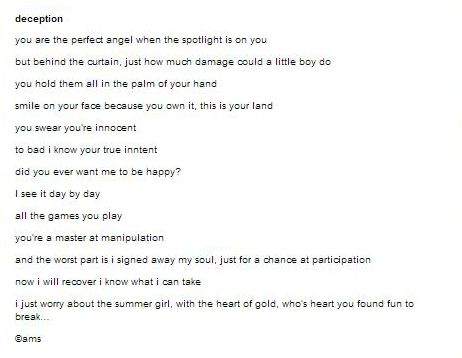 deception
you are the perfect angel when the spotlight is on you
but behind the curtain, just how much damage could a little boy do
you hold them all in the palm of your hand
smile on your face because you own it, this is your land
you swear you're innocent
to bad i know your true inntent
did you ever want me to be happy?
I see it day by day
all the games you play
you're a master at manipulation
and the worst part is i signed away my soul, just for a chance at participation
now i will recover i know what i can take
i just worry about the summer girl, with the heart of gold, who's heart you found fun to
break...
©ams